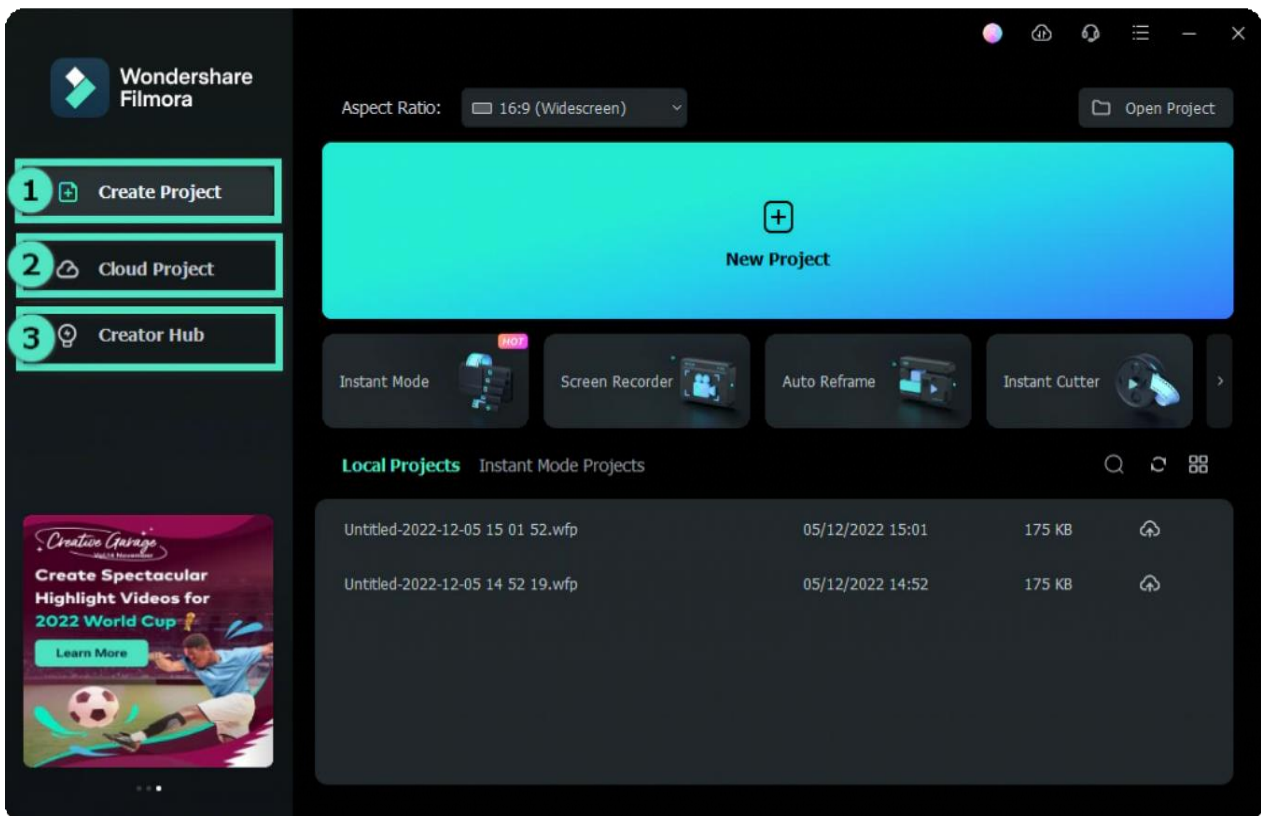 Wondershare
Filmora
Aspect Ratio:
16:9 (Widescreen)
Open Project
1
Create Project
2
Cloud Project
3
Creator Hub
New Project
HOT
Instant Mode
Screen Recorder
Auto Reframe
Instant Cutter
Local Projects Instant Mode Projects
Untitled-2022-12-05 15 01 52.wfp 05/12/2022 15:01 175 KB
Untitled-2022-12-05 14 52 19.wfp 05/12/2022 14:52 175 KB
Creative Garage
Vol.14 November
Create Spectacular
Highlight Videos for
2022 World Cup
Learn More